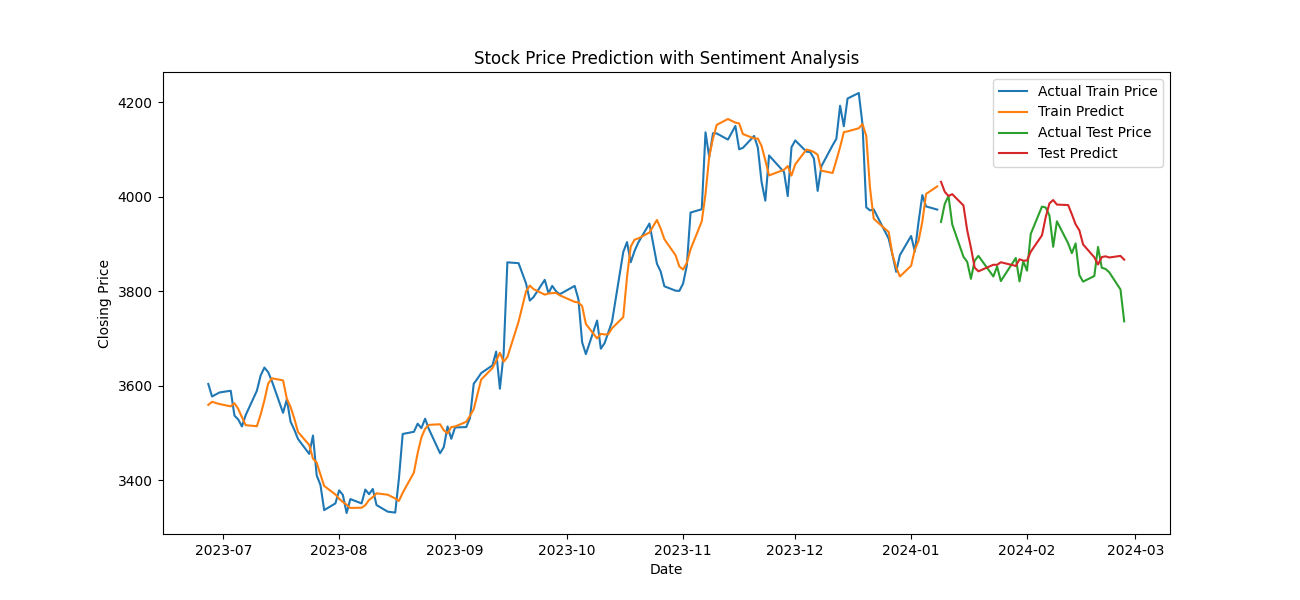 Stock Price Prediction with Sentiment Analysis
Actual Train Price
Train Predict
Actual Test Price
Test Predict
Closing Price
4200
4000
3800
3600
3400
2023-07 2023-08 2023-09 2023-10 2023-11 2023-12 2024-01 2024-02 2024-03
Date